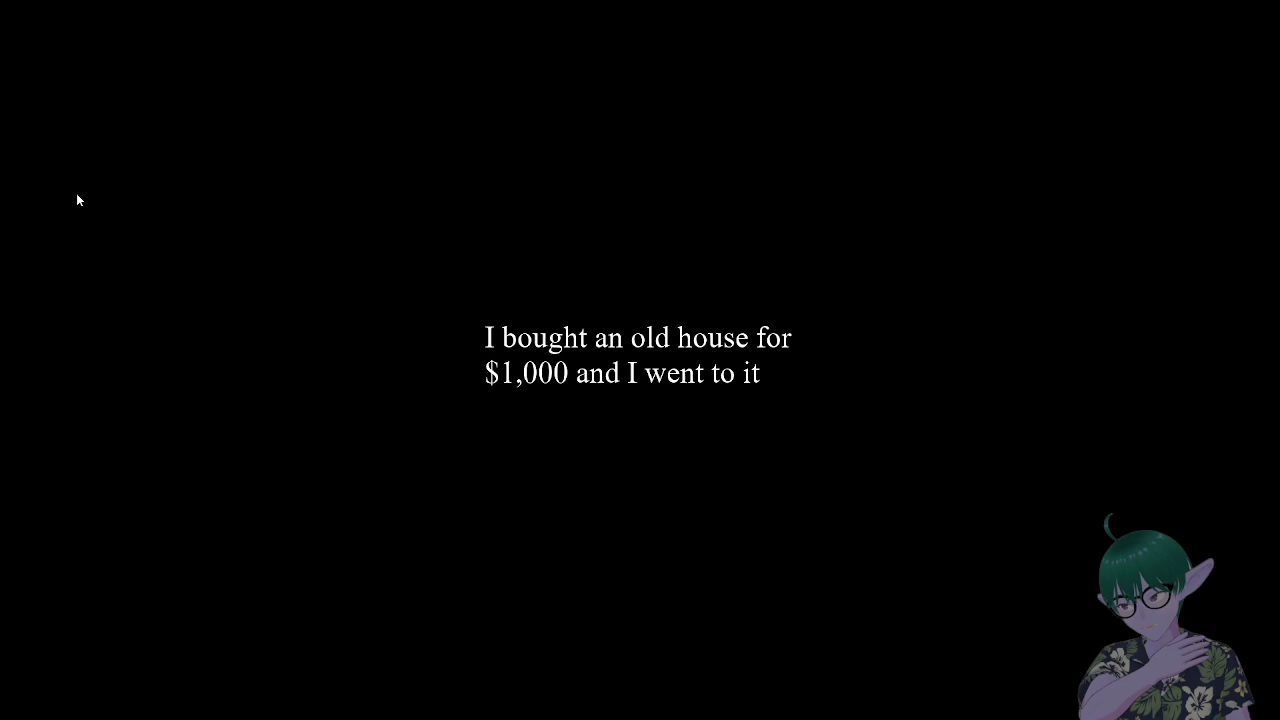 I bought an old house for
$1,000 and I went to it